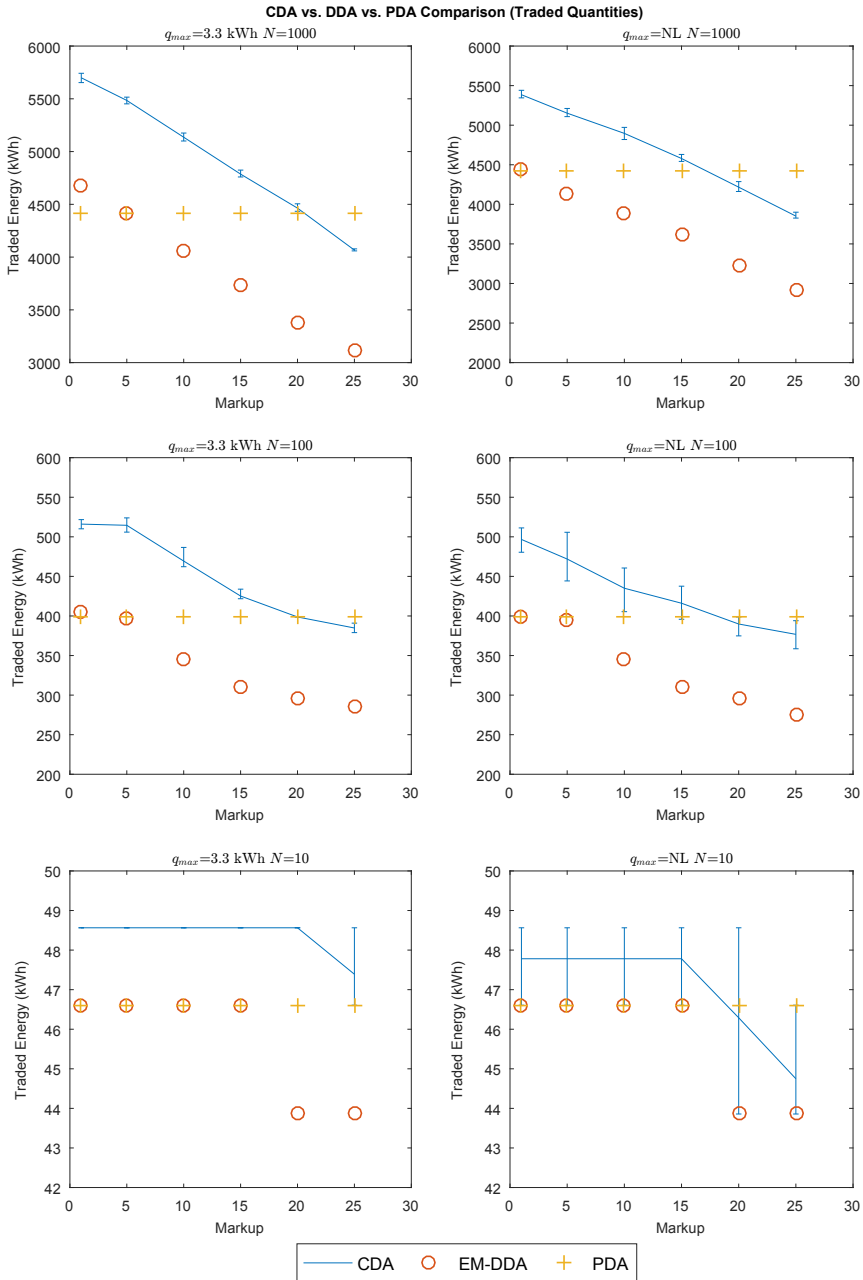 CDA vs. DDA vs. PDA Comparison (Traded Quantities)
q_max=3.3 kWh N=1000
6000
5500
5000
4500
4000
3500
3000
Traded Energy (kWh)
0 5 10 15 20 25 30
Markup
q_max=NL N=1000
6000
5500
5000
4500
4000
3500
3000
2500
2000
Traded Energy (kWh)
0 5 10 15 20 25 30
Markup
q_max=3.3 kWh N=100
600
550
500
450
400
350
300
250
200
Traded Energy (kWh)
0 5 10 15 20 25 30
Markup
q_max=NL N=100
600
550
500
450
400
350
300
250
200
Traded Energy (kWh)
0 5 10 15 20 25 30
Markup
q_max=3.3 kWh N=10
50
49
48
47
46
45
44
43
42
Traded Energy (kWh)
0 5 10 15 20 25 30
Markup
q_max=NL N=10
50
49
48
47
46
45
44
43
42
Traded Energy (kWh)
0 5 10 15 20 25 30
Markup
CDA EM-DDA PDA